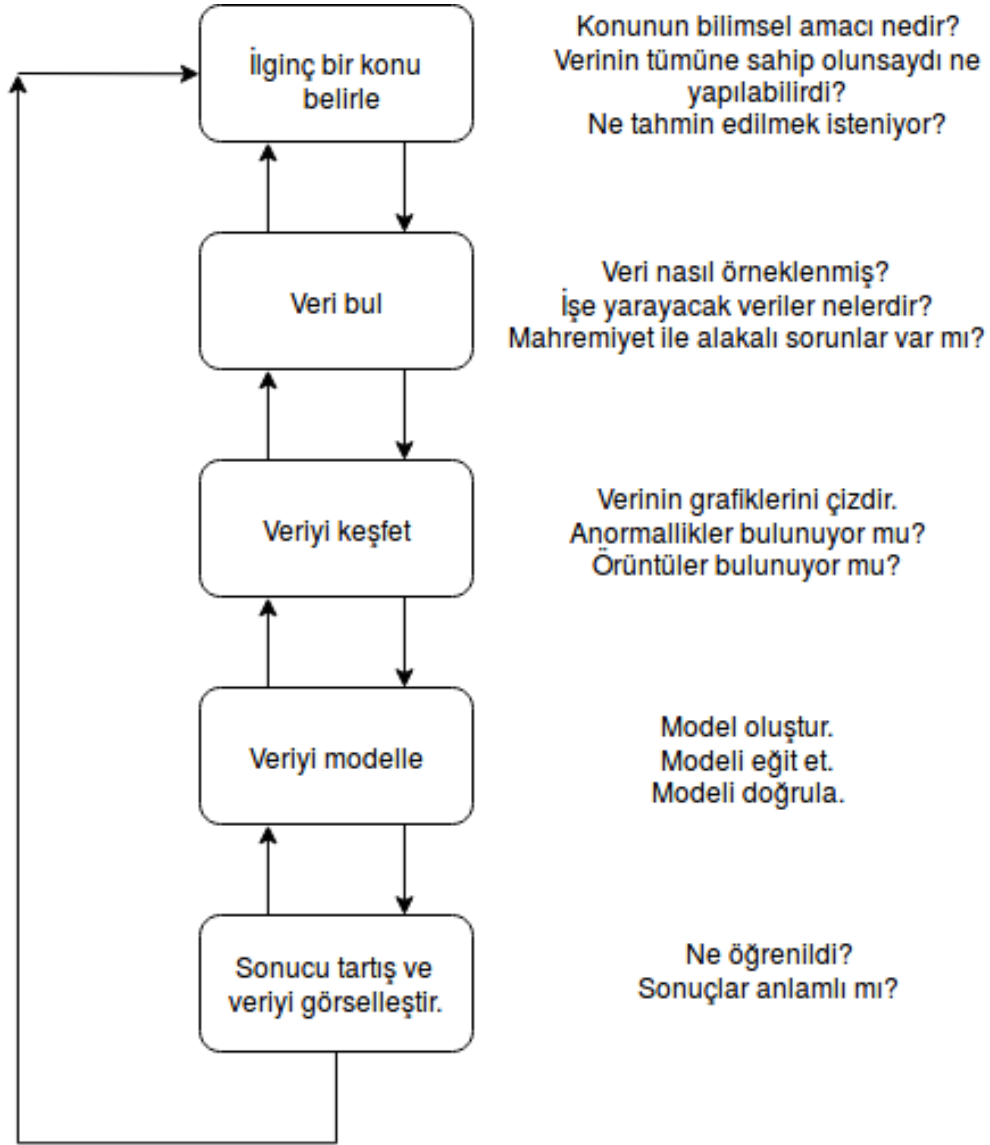 İlginç bir konu
belirle
Konunun bilimsel amacı nedir?
Verinin tümüne sahip olunsaydı ne
yapılabilirdi?
Ne tahmin edilmek isteniyor?
Veri bul
Veri nasıl örneklenmiş?
İşe yarayacak veriler nelerdir?
Mahremiyet ile alakalı sorunlar var mı?
Veriyi keşfet
Verinin grafiklerini çizdir.
Anormallikler bulunuyor mu?
Örüntüler bulunuyor mu?
Veriyi modelle
Model oluştur.
Modeli eğit et.
Modeli doğrula.
Sonucu tartış ve
veriyi görselleştir.
Ne öğrenildi?
Sonuçlar anlamlı mı?